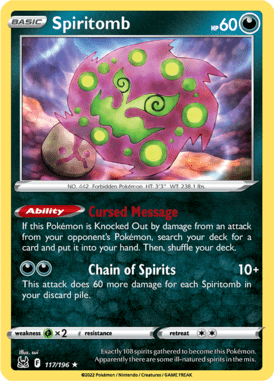 BASIC Spiritomb HP60
NO. 442 Forbidden Pokémon HT: 3'3" WT: 238.1 lbs.
Ability Cursed Message
If this Pokémon is Knocked Out by damage from an
attack from your opponent's Pokémon, search your deck for a
card and put it into your hand. Then, shuffle your deck.
Chain of Spirits 10+
This attack does 60 more damage for each Spiritomb in
your discard pile.
weakness ×2 resistance retreat
Illus.
F 117/196 ★
Exactly 108 spirits gathered to become this Pokémon.
Apparently there are some ill-natured spirits in the mix.
©2022 Pokémon / Nintendo / Creatures / GAME FREAK